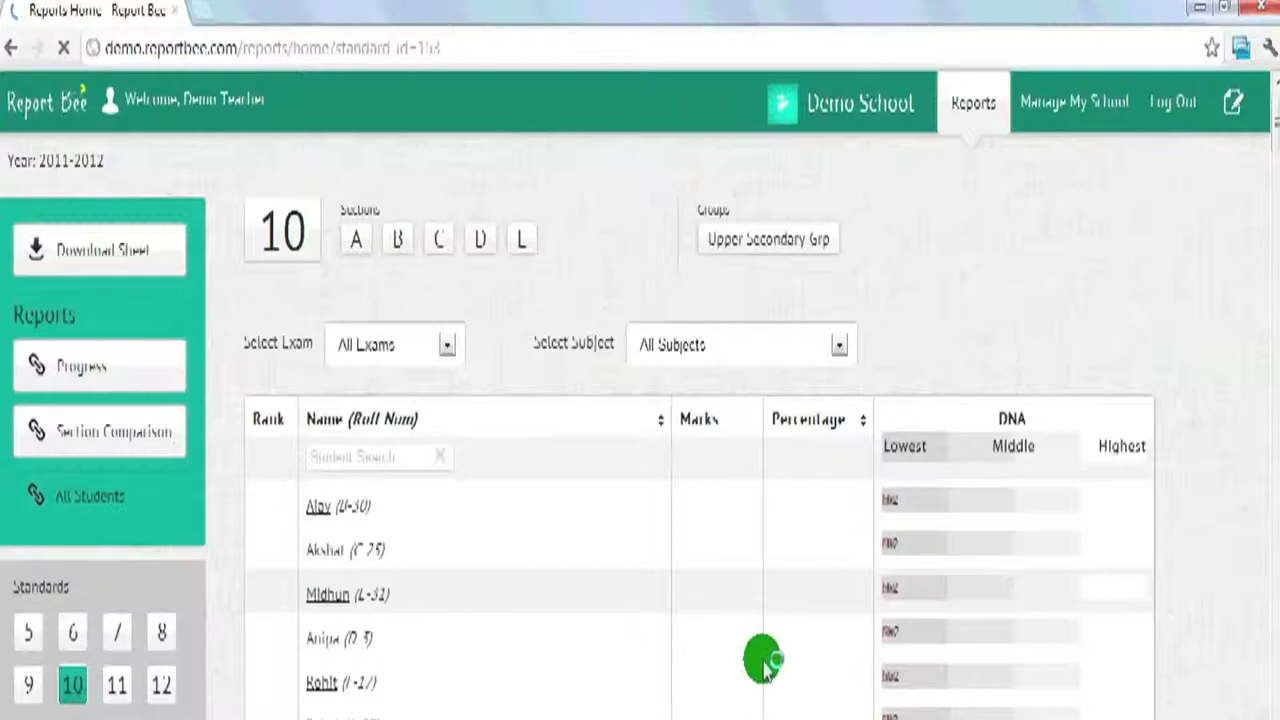 Reports Home - Report Bee
demo.reportbee.com/reports/home/standard_id=153
Report Bee Welcome, Demo Teacher Demo School Reports Manage My School Log Out
Year: 2011-2012
Download Sheet
Reports
Progress
Section Comparison
All Students
Standards
5 6 7 8
9 10 11 12
10 Sections Groups
A B C D E Upper Secondary Grp
Select Exam All Exams Select Subject All Subjects
Rank Name (Roll Num) Marks Percentage DNA
Lowest Middle Highest
Student Search
Akshat (C-25)
Midhun (E-31)
Rohit